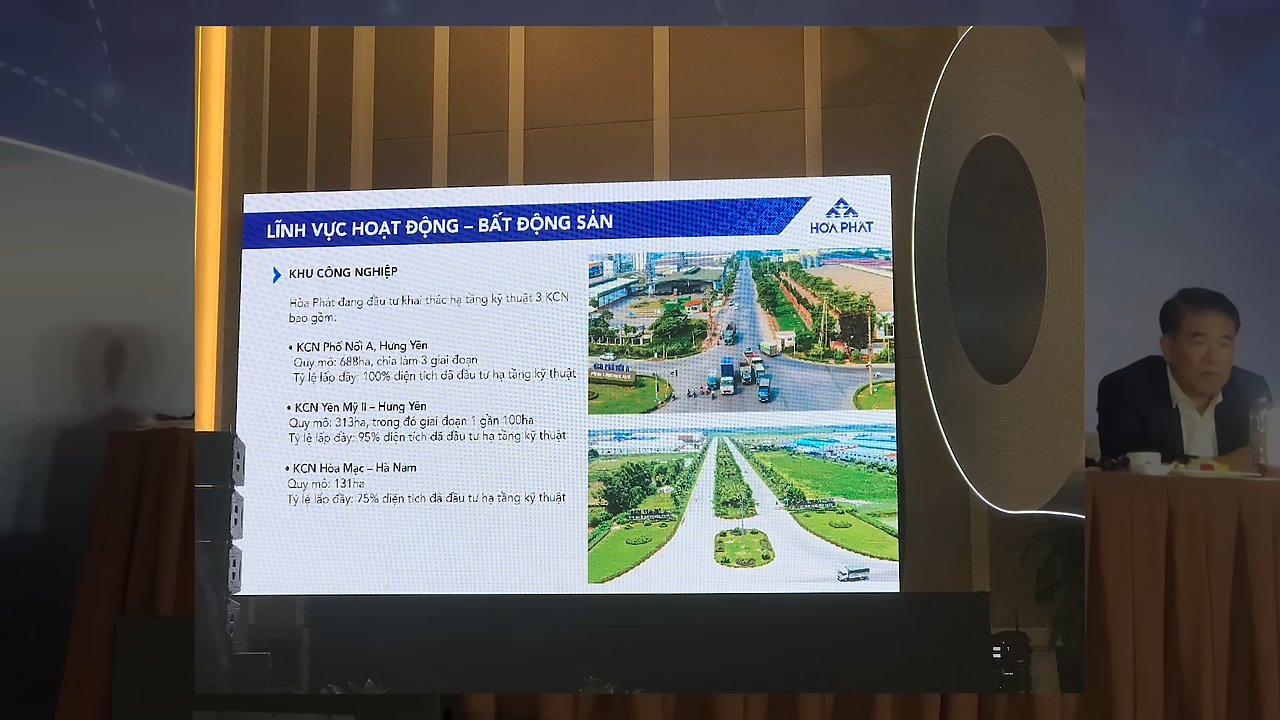 LĨNH VỰC HOẠT ĐỘNG – BẤT ĐỘNG SẢN
HÒA PHÁT
KHU CÔNG NGHIỆP
Hòa Phát đang đầu tư khai thác hạ tầng kỹ thuật 3 KCN
bao gồm:
• KCN Phố Nối A, Hưng Yên
Quy mô: 688ha, chia làm 3 giai đoạn
Tỷ lệ lấp đầy: 100% diện tích đã đầu tư hạ tầng kỹ thuật
• KCN Yên Mỹ II – Hưng Yên
Quy mô: 313ha, trong đó giai đoạn 1 gần 100ha
Tỷ lệ lấp đầy: 95% diện tích đã đầu tư hạ tầng kỹ thuật
• KCN Hòa Mạc – Hà Nam
Quy mô: 131ha
Tỷ lệ lấp đầy: 75% diện tích đã đầu tư hạ tầng kỹ thuật
KCN PHỐ NỐI A